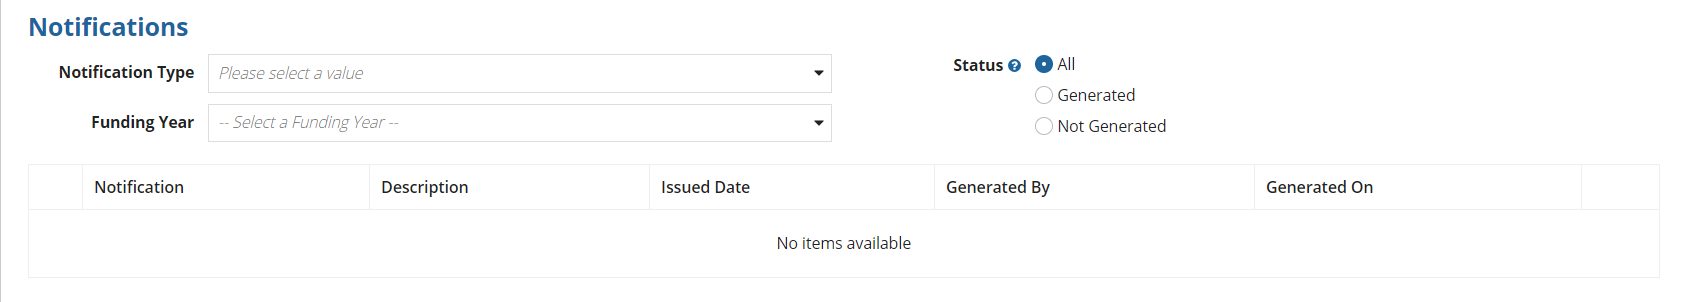 Notifications
Notification Type Please select a value
Status ? All
Generated
Funding Year -- Select a Funding Year --
Not Generated
Notification Description Issued Date Generated By Generated On
No items available